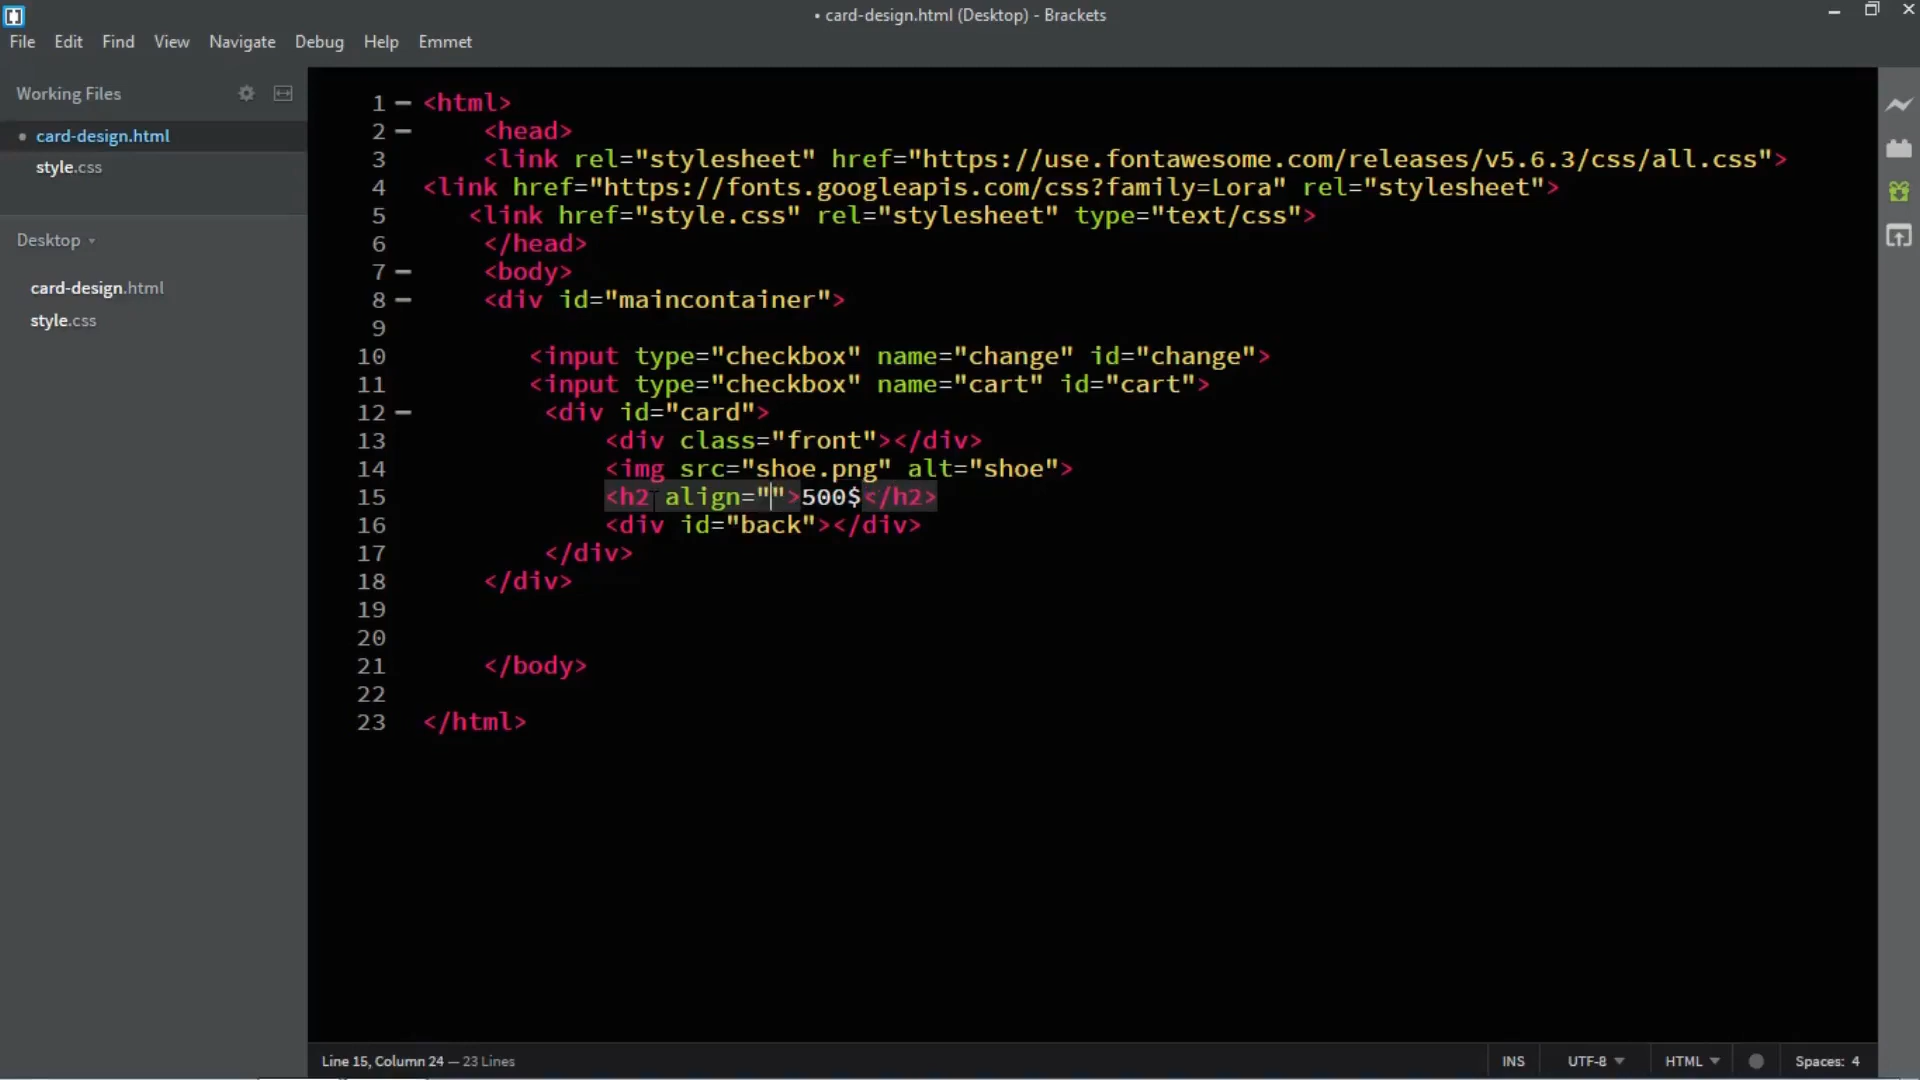 • card-design.html (Desktop) - Brackets
File Edit Find View Navigate Debug Help Emmet
Working Files
• card-design.html
style.css
Desktop
card-design.html
style.css
1 <html>
2 <head>
3 <link rel="stylesheet" href="https://use.fontawesome.com/releases/v5.6.3/css/all.css">
4 <link href="https://fonts.googleapis.com/css?family=Lora" rel="stylesheet">
5 <link href="style.css" rel="stylesheet" type="text/css">
6 </head>
7 <body>
8 <div id="maincontainer">
9
10 <input type="checkbox" name="change" id="change">
11 <input type="checkbox" name="cart" id="cart">
12 <div id="card">
13 <div class="front"></div>
14 <img src="shoe.png" alt="shoe">
15 <h2 align="">500$</h2>
16 <div id="back"></div>
17 </div>
18 </div>
19
20
21 </body>
22
23 </html>
Line 15, Column 24 — 23 Lines
INS UTF-8 HTML Spaces: 4